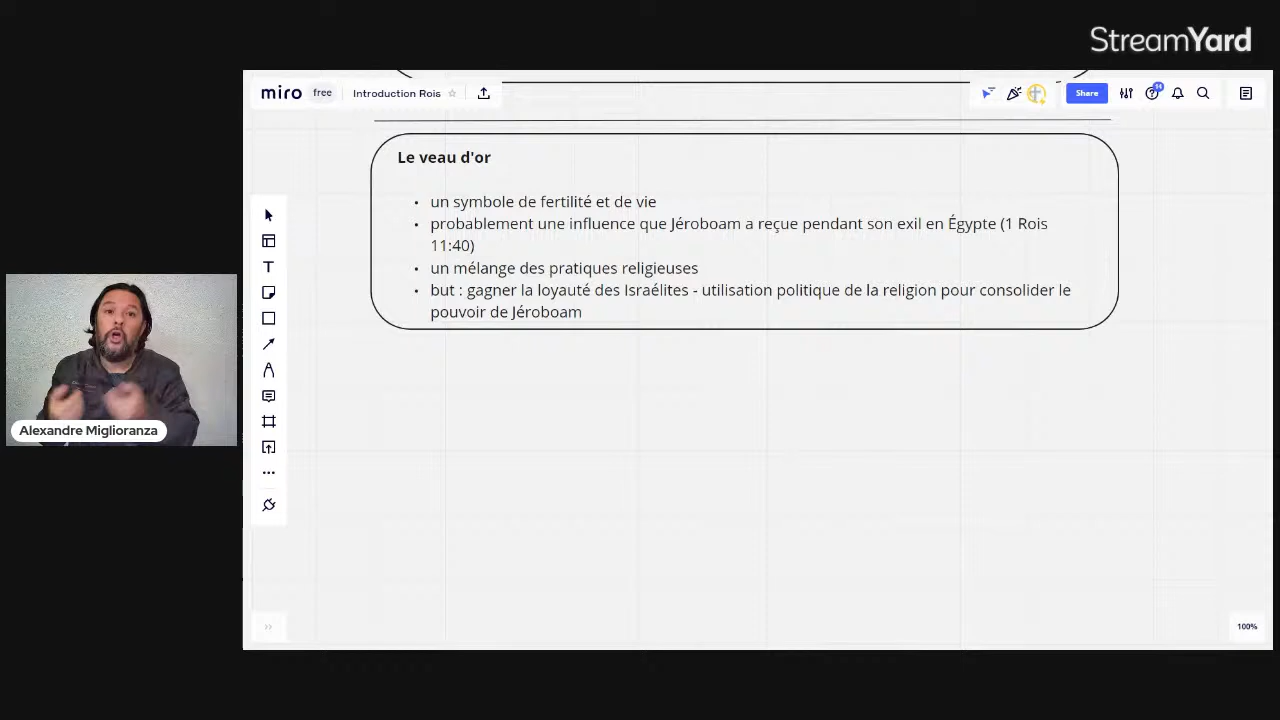 StreamYard
miro free Introduction Rois Share 14
Le veau d'or
• un symbole de fertilité et de vie
• probablement une influence que Jéroboam a reçue pendant son exil en Égypte (1 Rois
11:40)
• un mélange des pratiques religieuses
• but : gagner la loyauté des Israélites - utilisation politique de la religion pour consolider le
pouvoir de Jéroboam
Alexandre Miglioranza
100%